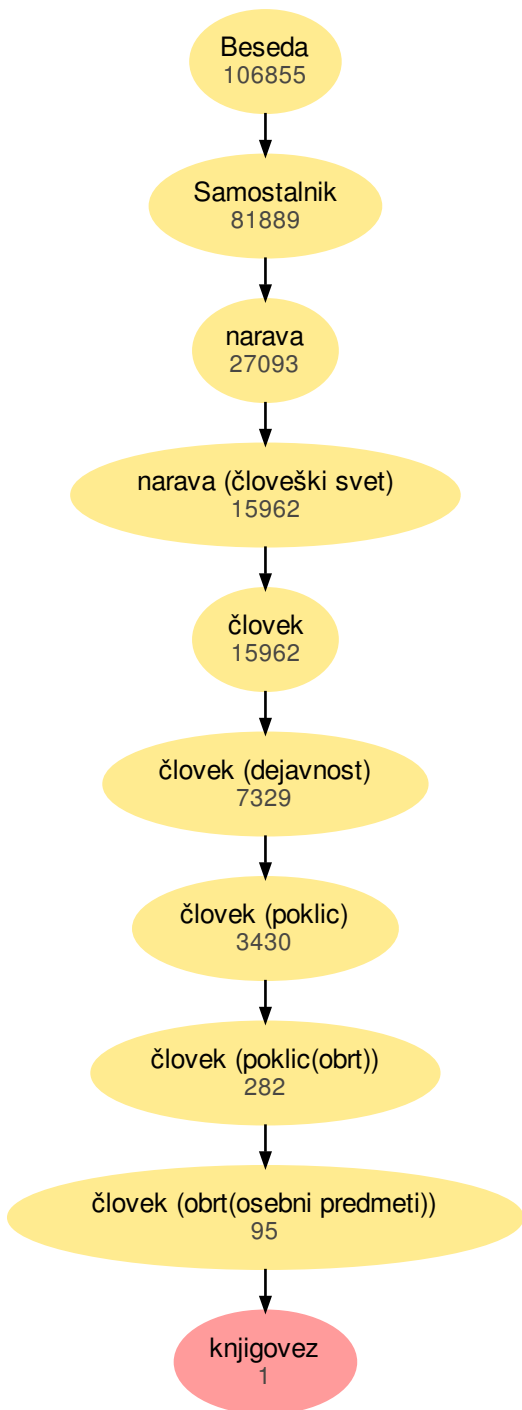 Beseda
106855
Samostalnik
81889
narava
27093
narava (človeški svet)
15962
človek
15962
človek (dejavnost)
7329
človek (poklic)
3430
človek (poklic(obrt))
282
človek (obrt(osebni predmeti))
95
knjigovez
1